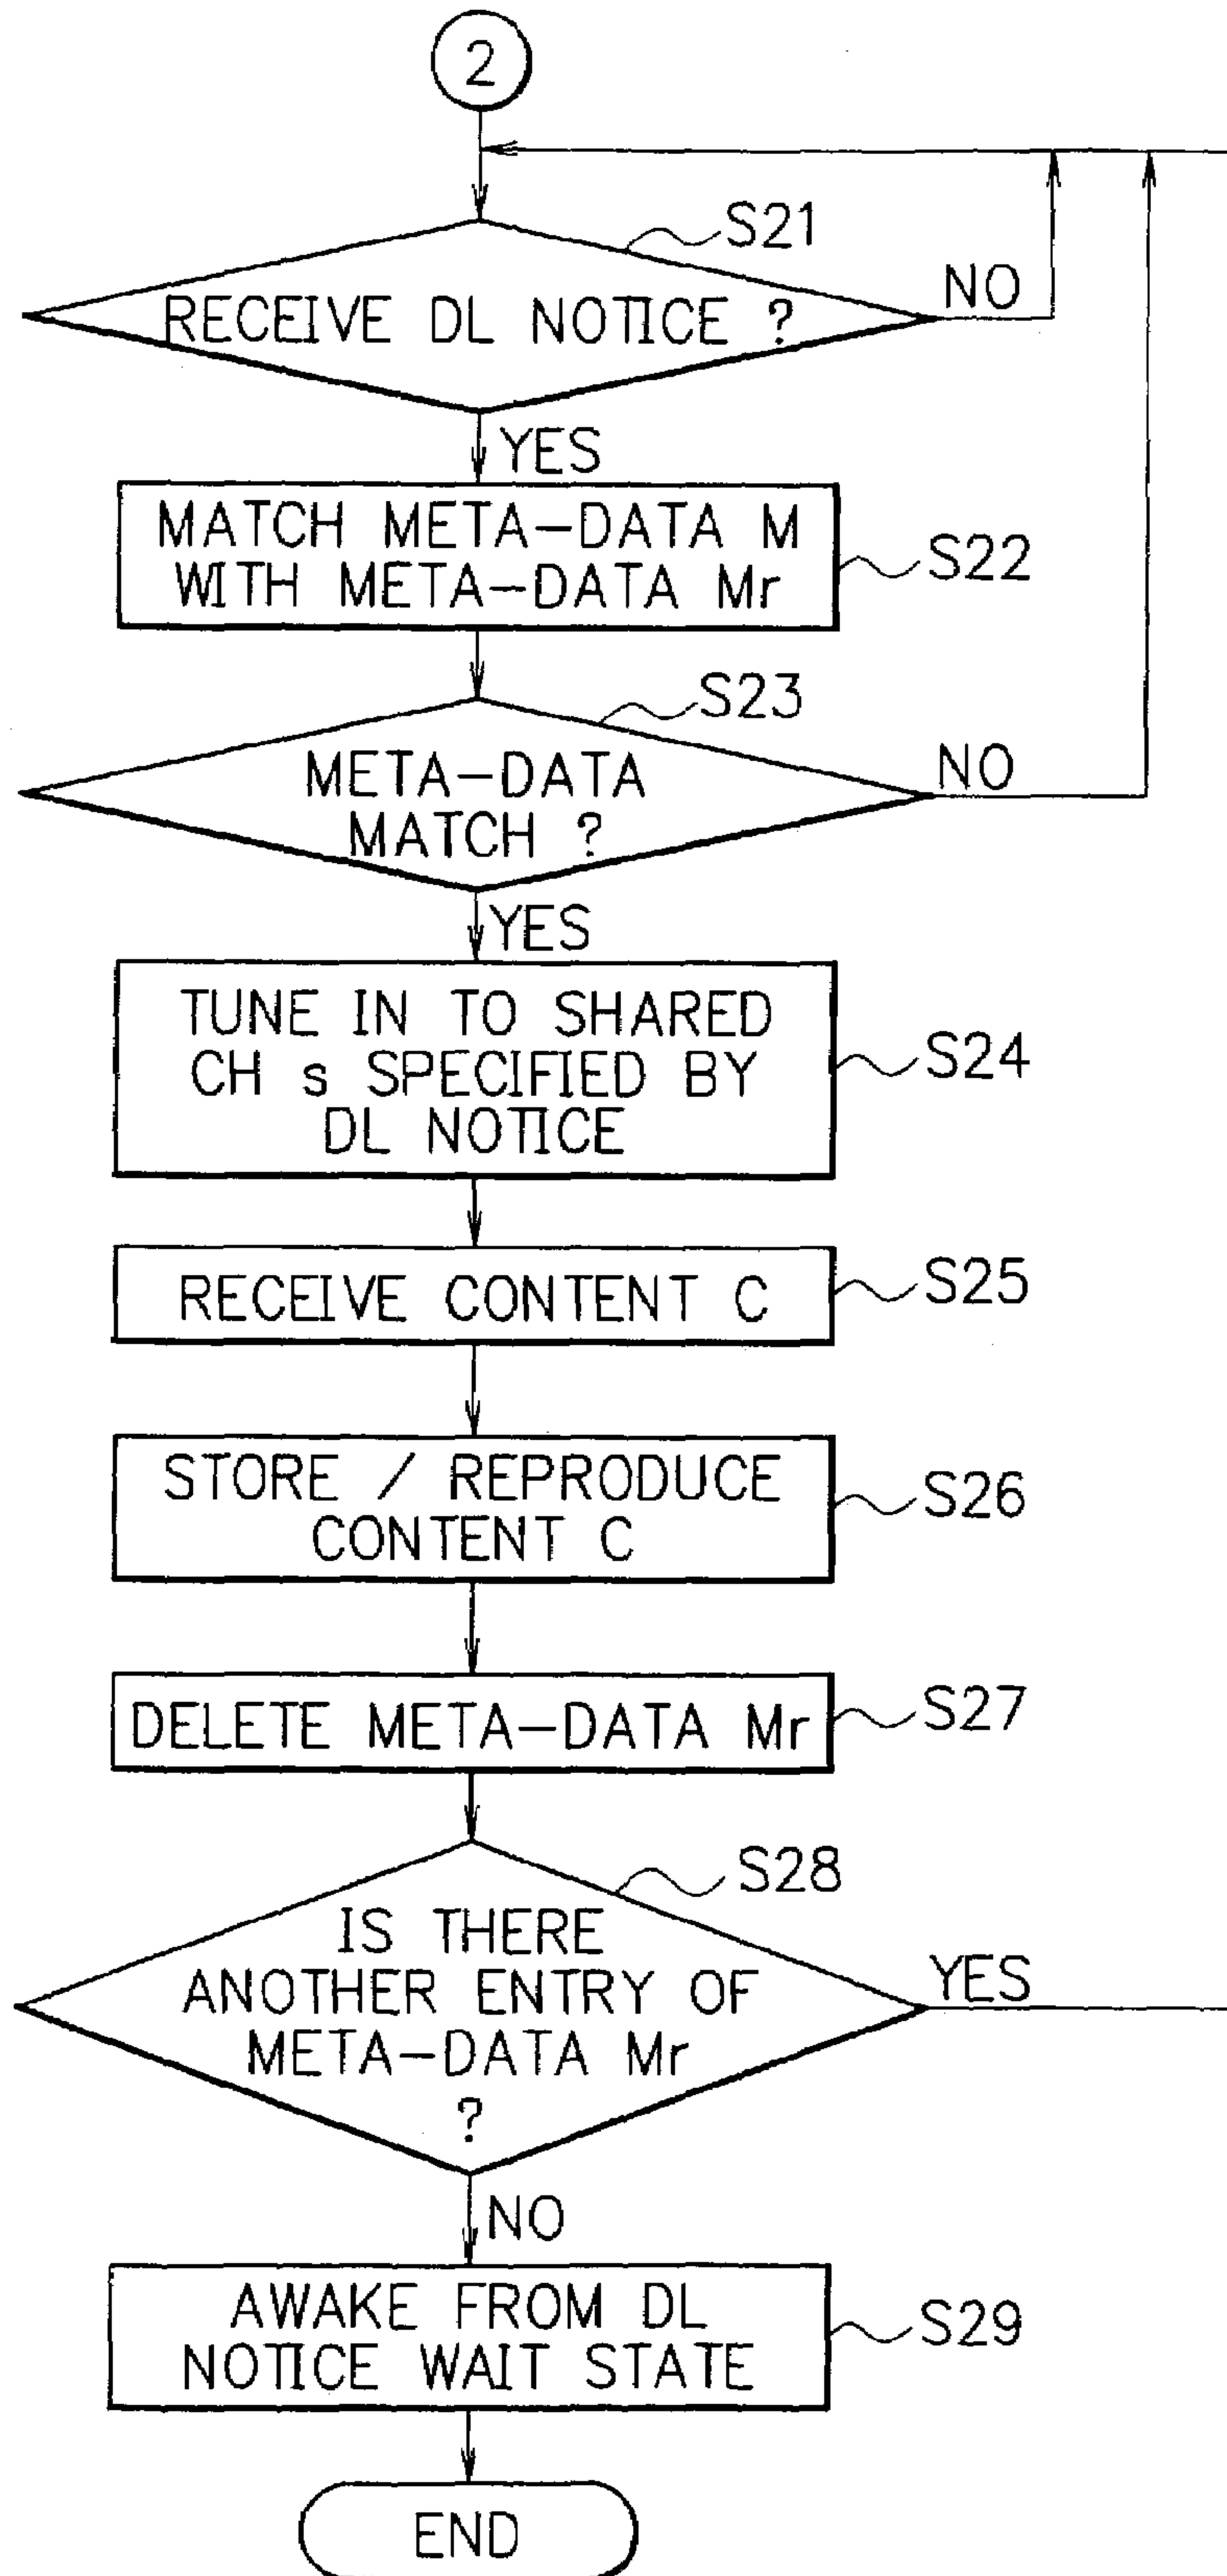 2
S21
RECEIVE DL NOTICE ?
NO
YES
MATCH META-DATA M
WITH META-DATA Mr
S22
S23
META-DATA
MATCH ?
NO
YES
TUNE IN TO SHARED
CH s SPECIFIED BY
DL NOTICE
S24
RECEIVE CONTENT C
S25
STORE / REPRODUCE
CONTENT C
S26
DELETE META-DATA Mr
S27
S28
IS THERE
ANOTHER ENTRY OF
META-DATA Mr
?
YES
NO
AWAKE FROM DL
NOTICE WAIT STATE
S29
END